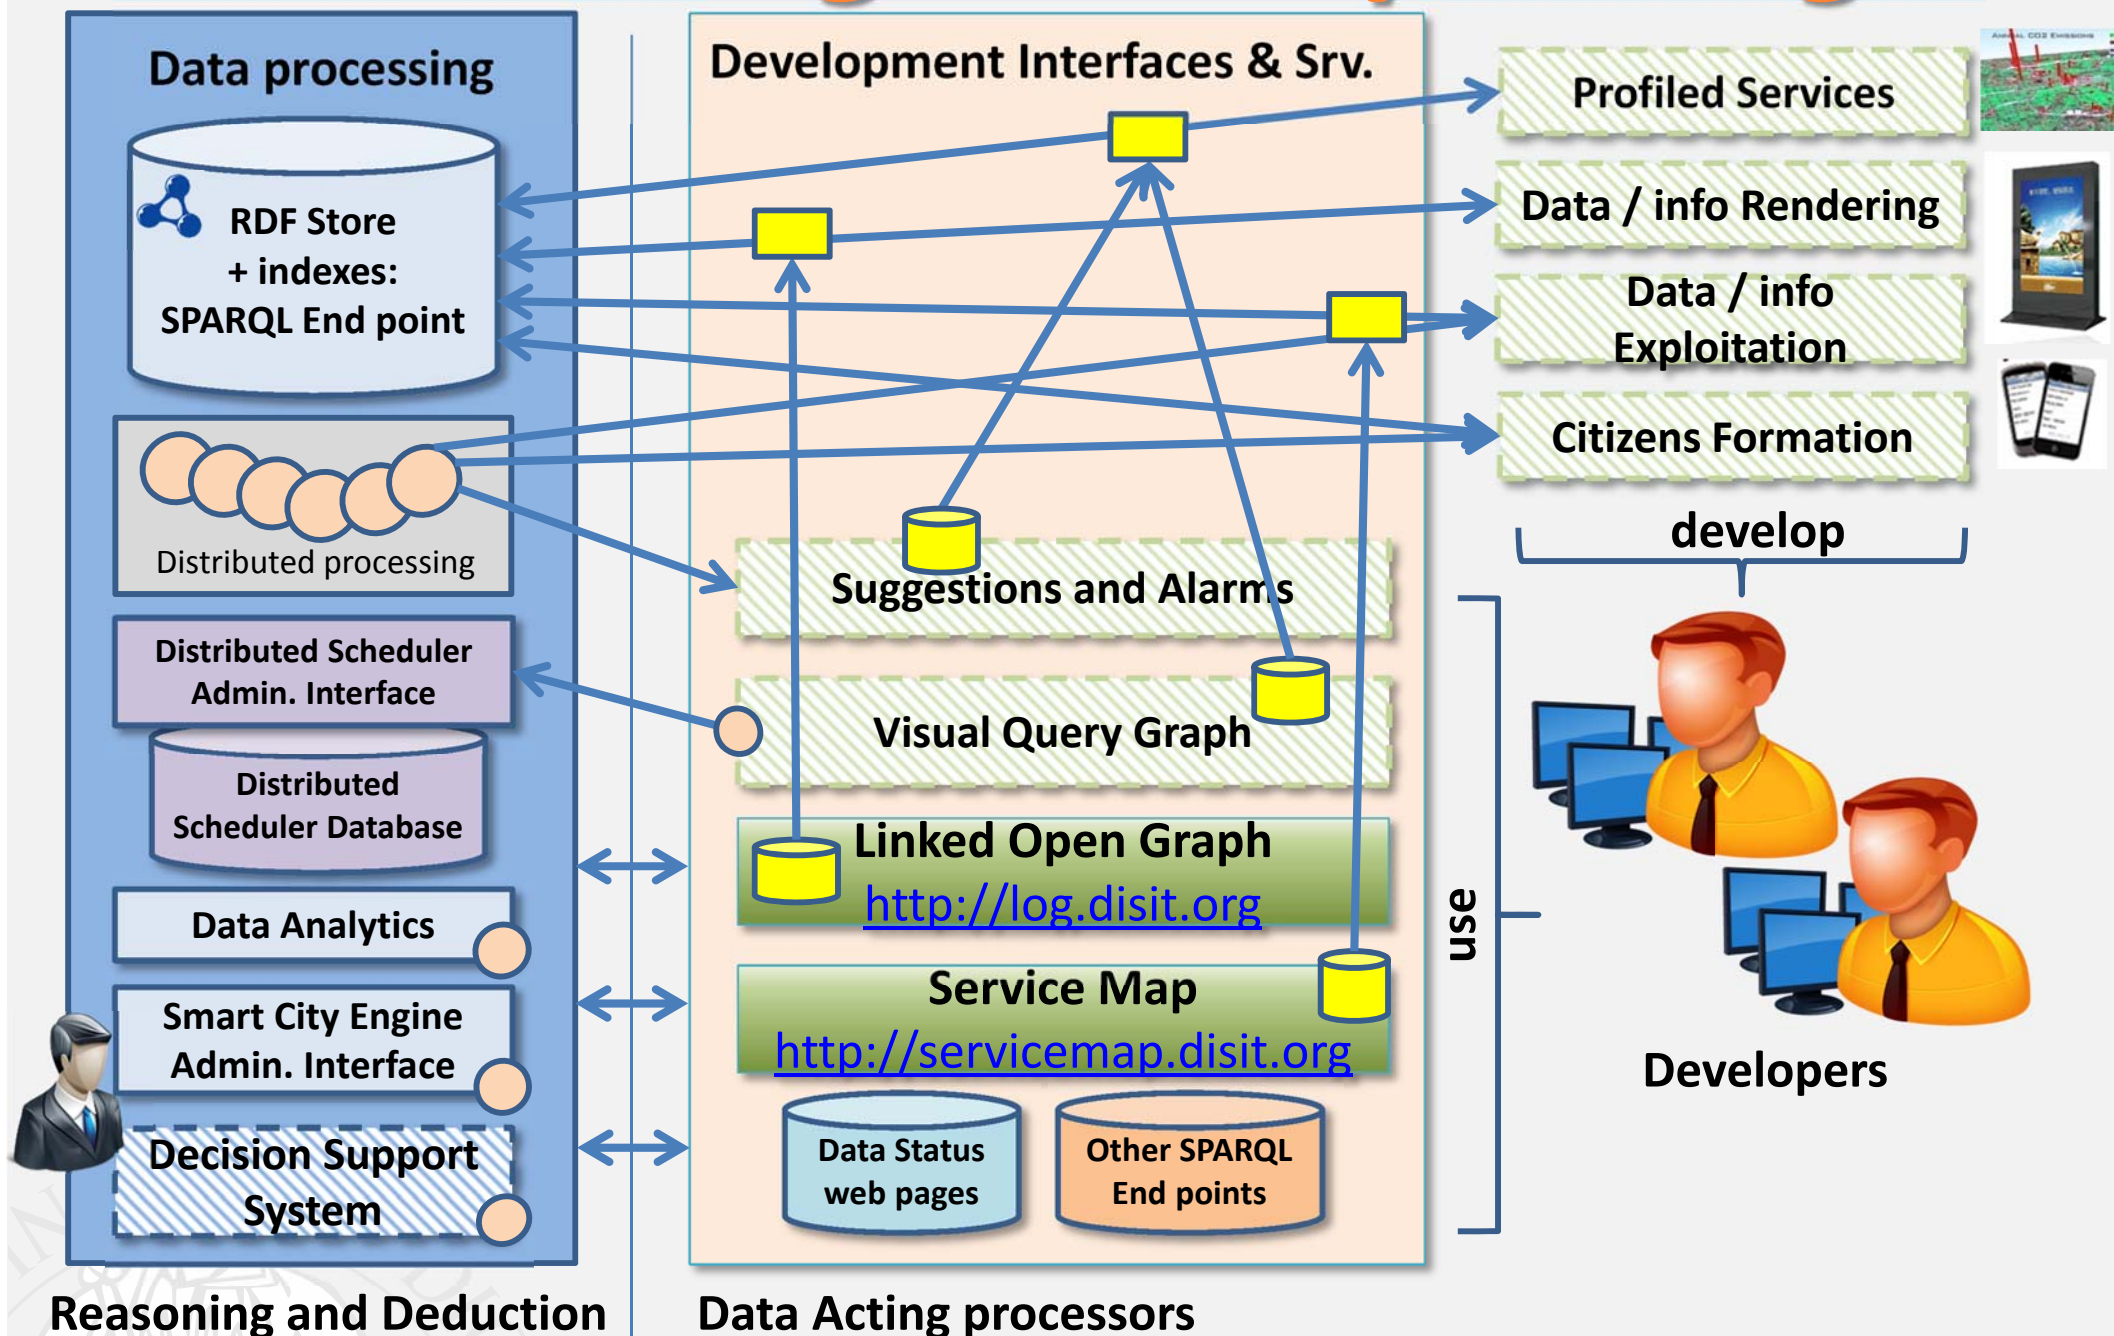 Data processing
RDF Store
+ indexes:
SPARQL End point
Distributed processing
Distributed Scheduler
Admin. Interface
Distributed
Scheduler Database
Data Analytics
Smart City Engine
Admin. Interface
Decision Support
System
Reasoning and Deduction
Development Interfaces & Srv.
Suggestions and Alarms
Visual Query Graph
Linked Open Graph
http://log.disit.org
Service Map
http://servicemap.disit.org
Data Status
web pages
Other SPARQL
End points
Data Acting processors
Profiled Services
Data / info Rendering
Data / info
Exploitation
Citizens Formation
develop
use
Developers
ANNUAL CO2 EMISSIONS